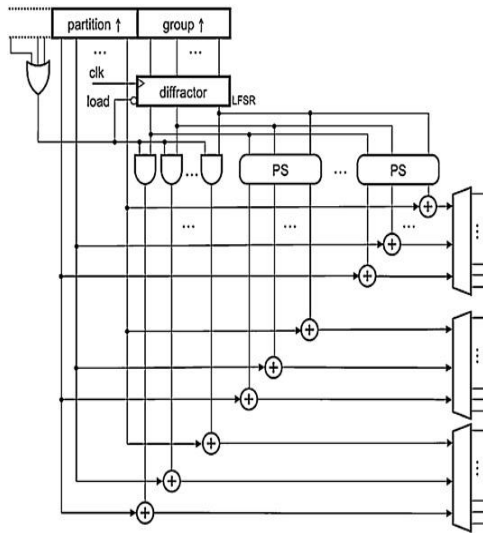 partition ↑ group ↑
... ...
clk
diffractor
load
LFSR
PS ... PS
...
... ... ...
...
...
...